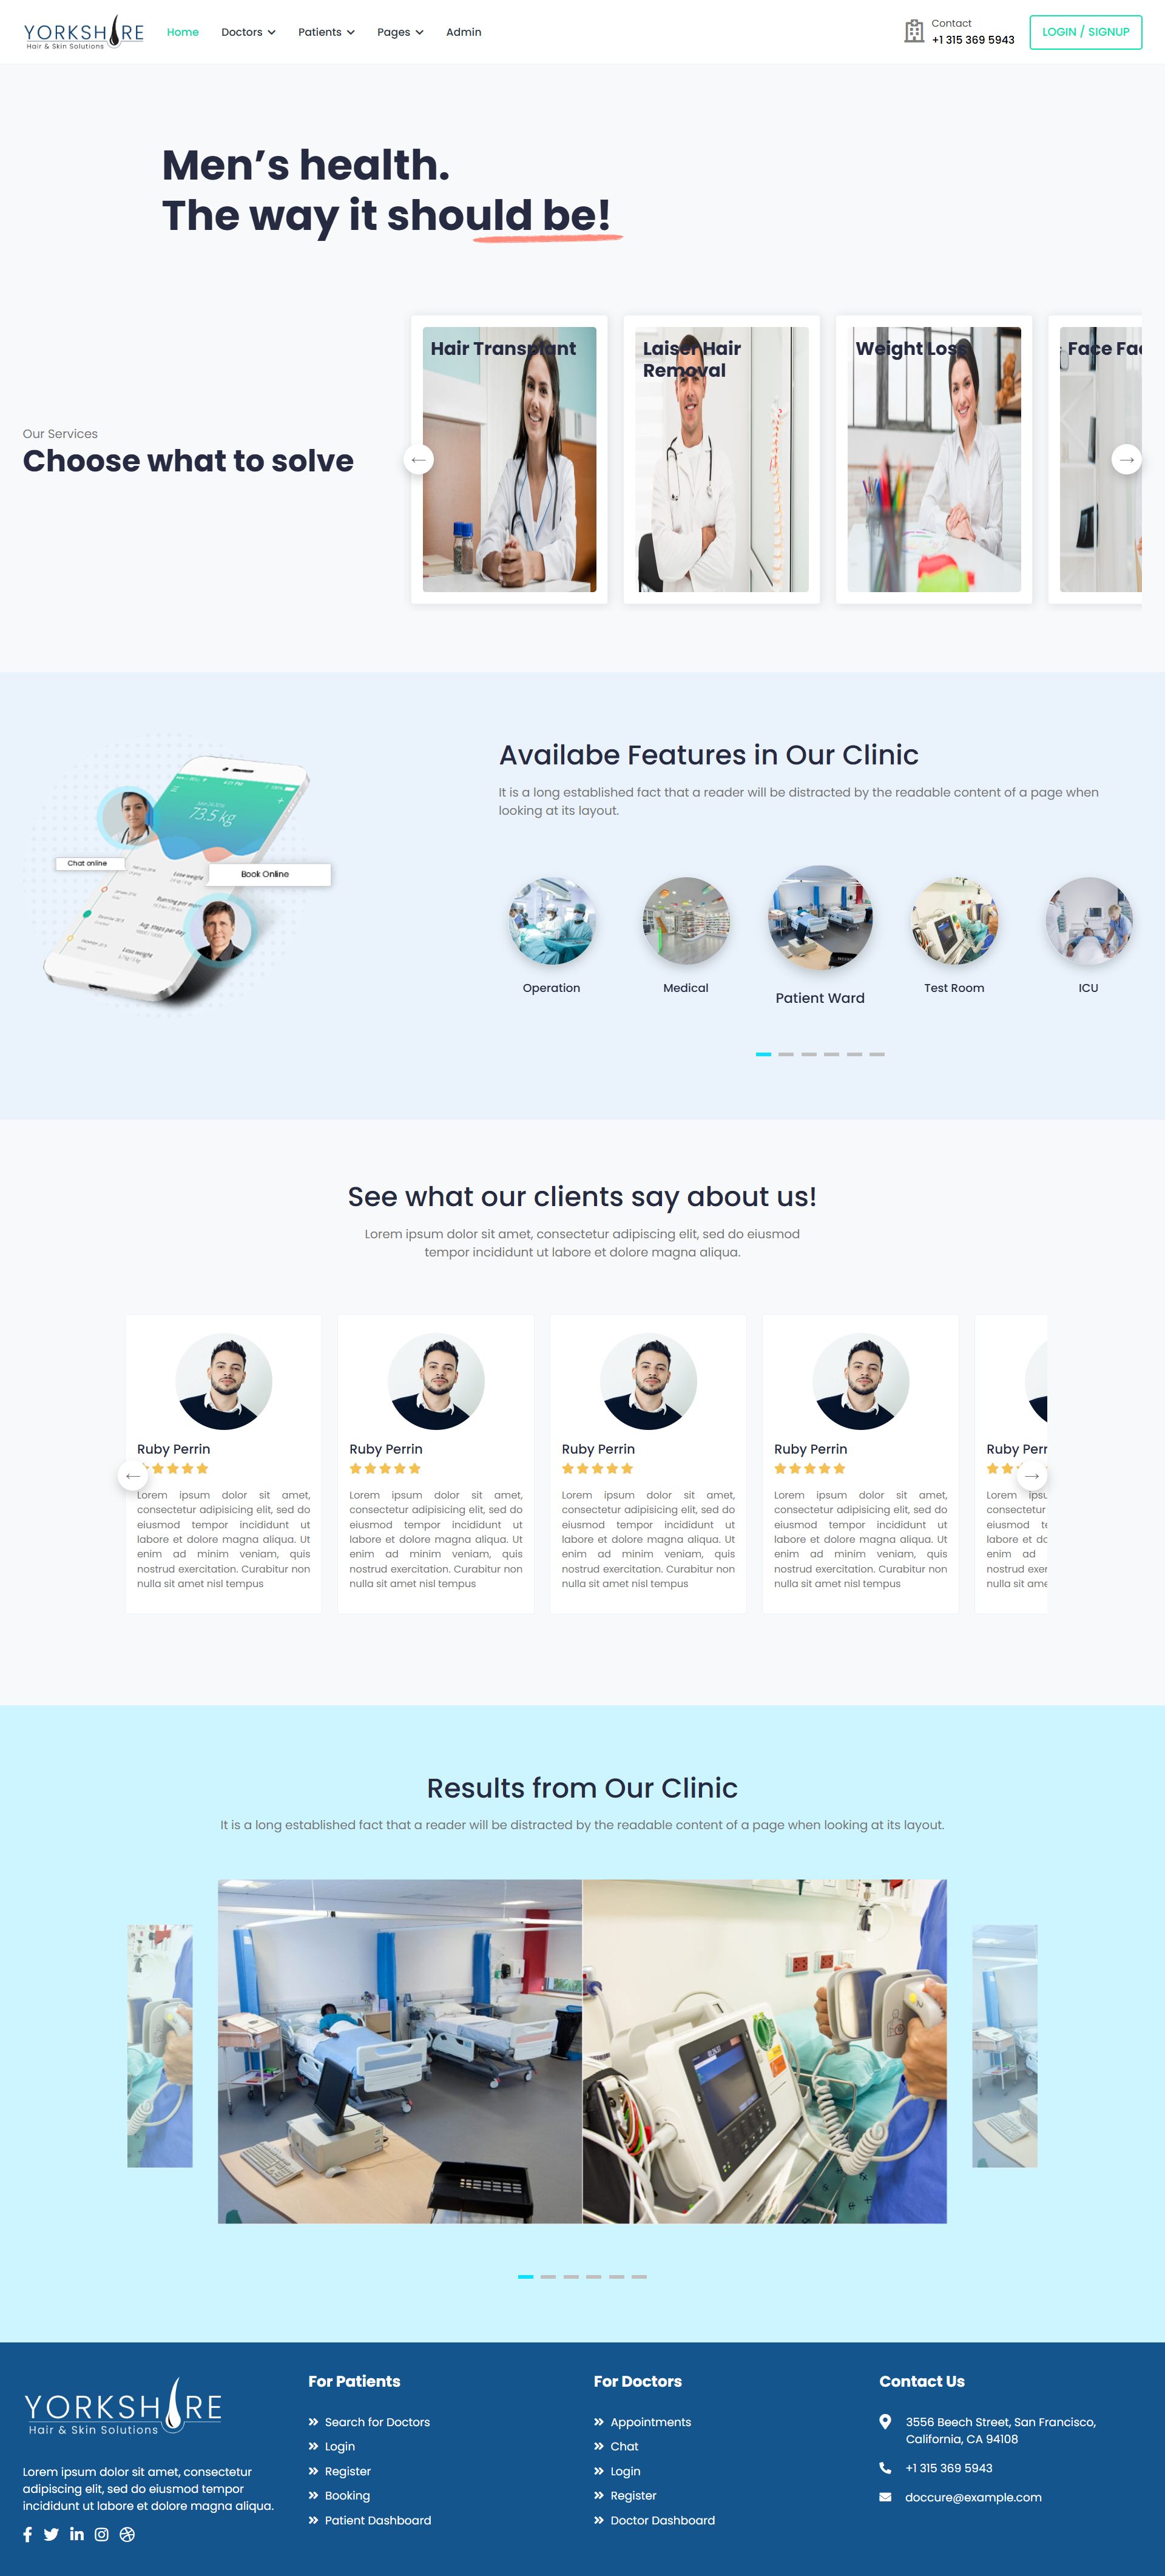 YORKSHIRE
Hair & Skin Solutions
Home
Doctors
Patients
Pages
Admin
Contact
+1 315 369 5943
LOGIN / SIGNUP
Men’s health.
The way it should be!
Our Services
Choose what to solve
Hair Transplant
Laiser Hair
Removal
Weight Loss
Face Fac
Availabe Features in Our Clinic
It is a long established fact that a reader will be distracted by the readable content of a page when
looking at its layout.
73.5 kg
Chat online
Book Online
Lose weight
Running per
Avg. steps per day
Lose weight
Operation
Medical
Patient Ward
Test Room
ICU
See what our clients say about us!
Lorem ipsum dolor sit amet, consectetur adipiscing elit, sed do eiusmod
tempor incididunt ut labore et dolore magna aliqua.
Ruby Perrin
Lorem ipsum dolor sit amet,
consectetur adipisicing elit, sed do
eiusmod tempor incididunt ut
labore et dolore magna aliqua. Ut
enim ad minim veniam, quis
nostrud exercitation. Curabitur non
nulla sit amet nisl tempus
Ruby Perrin
Lorem ipsum dolor sit amet,
consectetur adipisicing elit, sed do
eiusmod tempor incididunt ut
labore et dolore magna aliqua. Ut
enim ad minim veniam, quis
nostrud exercitation. Curabitur non
nulla sit amet nisl tempus
Ruby Perrin
Lorem ipsum dolor sit amet,
consectetur adipisicing elit, sed do
eiusmod tempor incididunt ut
labore et dolore magna aliqua. Ut
enim ad minim veniam, quis
nostrud exercitation. Curabitur non
nulla sit amet nisl tempus
Ruby Perrin
Lorem ipsum dolor sit amet,
consectetur adipisicing elit, sed do
eiusmod tempor incididunt ut
labore et dolore magna aliqua. Ut
enim ad minim veniam, quis
nostrud exercitation. Curabitur non
nulla sit amet nisl tempus
Ruby Perr
Lorem ipsu
consectetur
eiusmod te
labore et do
enim ad
nostrud exer
nulla sit ame
Results from Our Clinic
It is a long established fact that a reader will be distracted by the readable content of a page when looking at its layout.
YORKSHIRE
Hair & Skin Solutions
Lorem ipsum dolor sit amet, consectetur
adipiscing elit, sed do eiusmod tempor
incididunt ut labore et dolore magna aliqua.
For Patients
Search for Doctors
Login
Register
Booking
Patient Dashboard
For Doctors
Appointments
Chat
Login
Register
Doctor Dashboard
Contact Us
3556 Beech Street, San Francisco,
California, CA 94108
+1 315 369 5943
doccure@example.com